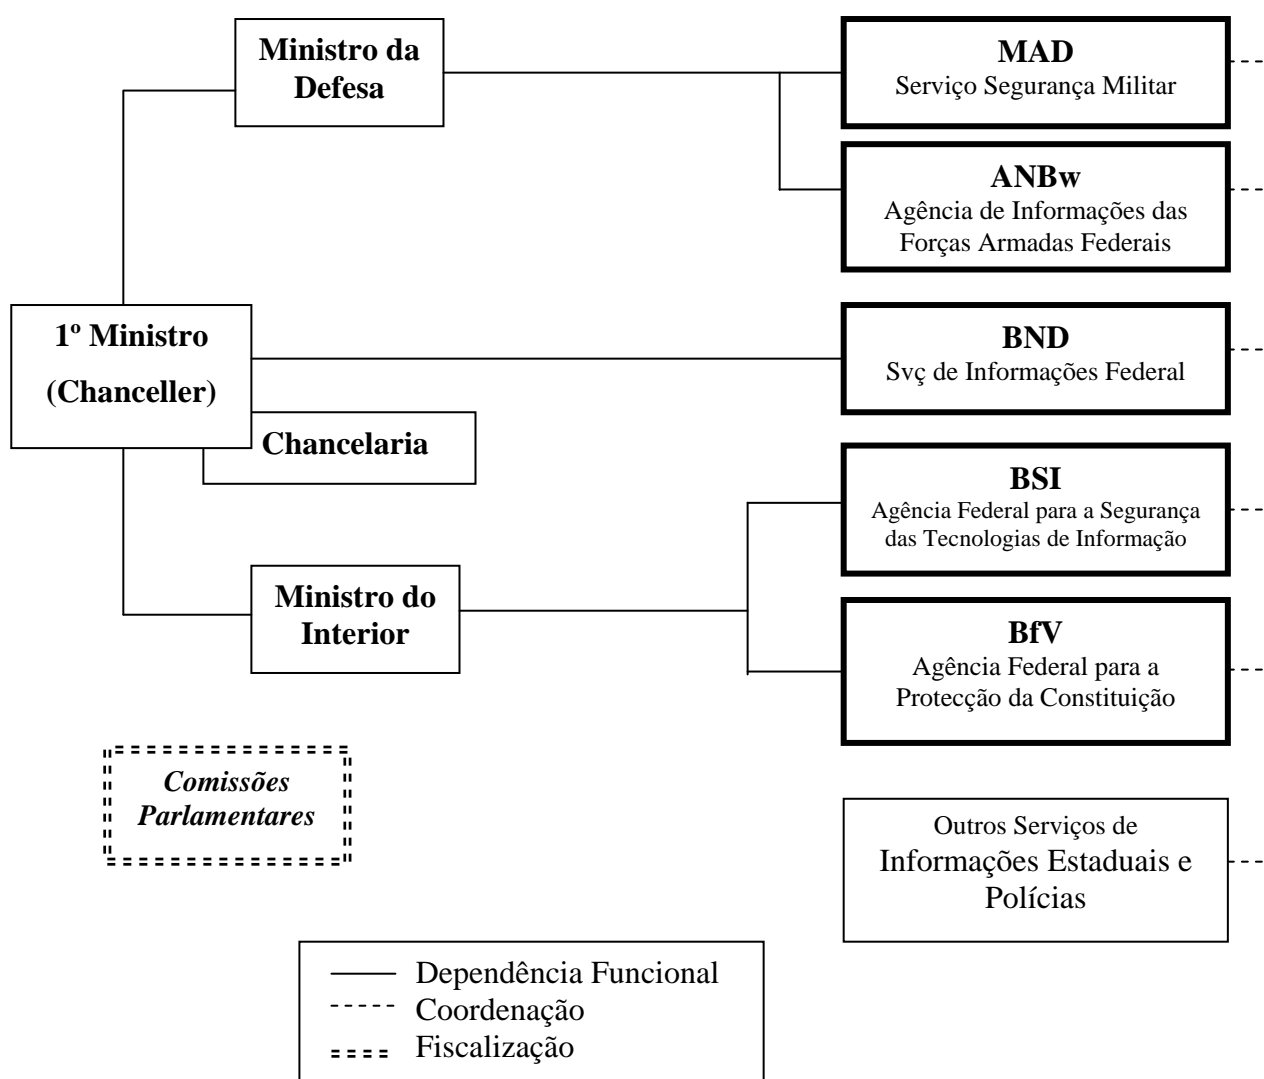 Ministro da
Defesa
MAD
Serviço Segurança Militar
ANBw
Agência de Informações das
Forças Armadas Federais
1º Ministro
(Chanceller)
BND
Svç de Informações Federal
Chancelaria
BSI
Agência Federal para a Segurança
das Tecnologias de Informação
Ministro do
Interior
BfV
Agência Federal para a
Protecção da Constituição
Comissões
Parlamentares
Outros Serviços de
Informações Estaduais e
Polícias
Dependência Funcional
Coordenação
Fiscalização